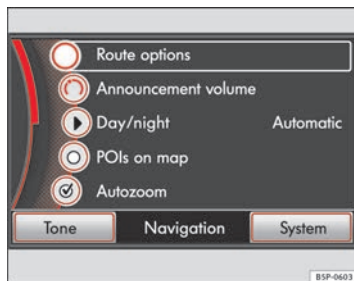 Route options
Announcement volume
Day/night Automatic
POIs on map
Autozoom
Tone Navigation System
B5P-0603